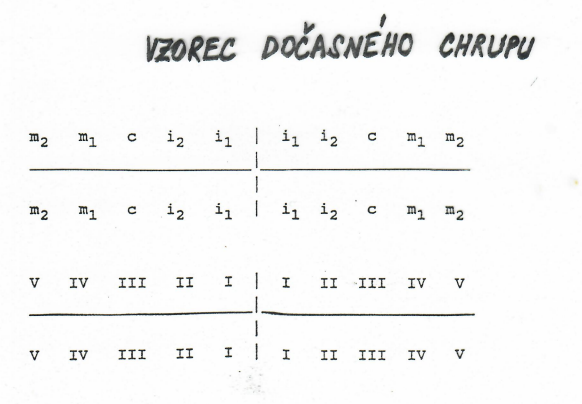 VZOREC DOČASNÉHO CHRUPU
m₂ m₁ c i₂ i₁ | i₁ i₂ c m₁ m₂
m₂ m₁ c i₂ i₁ | i₁ i₂ c m₁ m₂
V IV III II I | I II III IV V
V IV III II I | I II III IV V